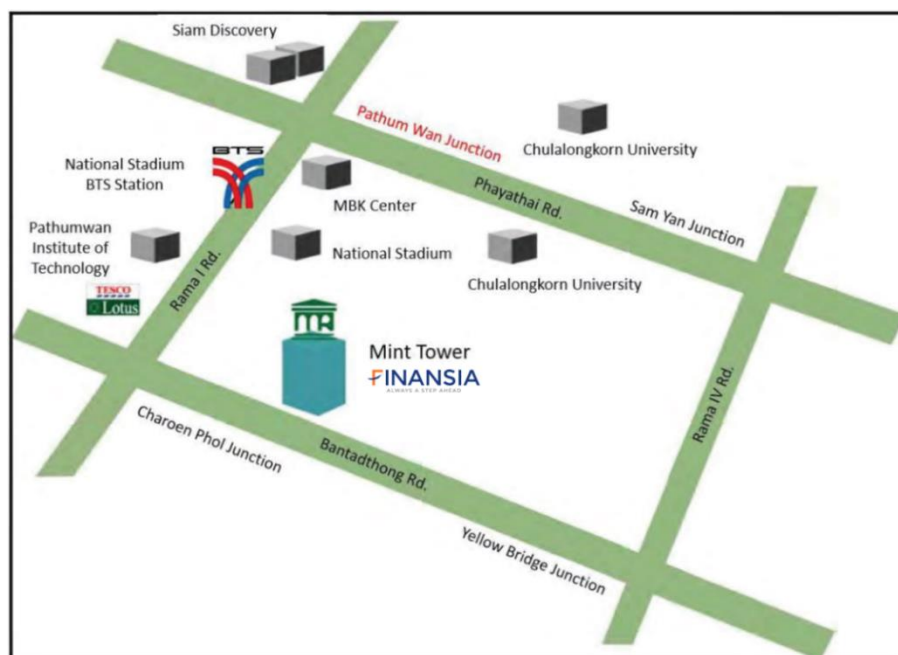 Siam Discovery
Pathum Wan Junction
Chulalongkorn University
BTS
National Stadium
BTS Station
MBK Center
Phayathai Rd.
Sam Yan Junction
Pathumwan
Institute of
Technology
National Stadium
Chulalongkorn University
Rama I Rd.
TESCO
Lotus
Mint Tower
FINANSIA
ALWAYS A STEP AHEAD
Rama IV Rd.
Charoen Phol Junction
Bantadthong Rd.
Yellow Bridge Junction